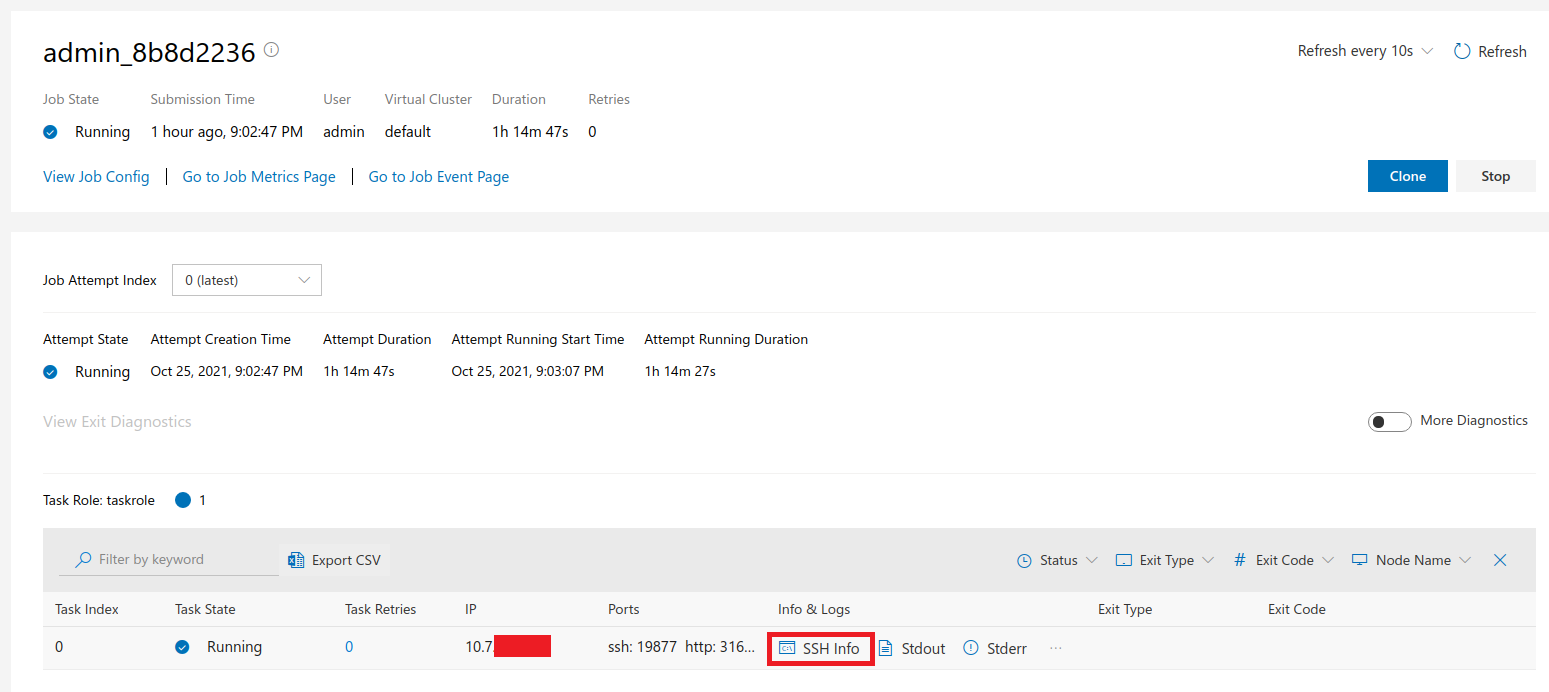 admin_8b8d2236
Refresh every 10s Refresh
Job State Submission Time User Virtual Cluster Duration Retries
Running 1 hour ago, 9:02:47 PM admin default 1h 14m 47s 0
View Job Config | Go to Job Metrics Page | Go to Job Event Page
Clone Stop
Job Attempt Index 0 (latest)
Attempt State Attempt Creation Time Attempt Duration Attempt Running Start Time Attempt Running Duration
Running Oct 25, 2021, 9:02:47 PM 1h 14m 47s Oct 25, 2021, 9:03:07 PM 1h 14m 27s
View Exit Diagnostics More Diagnostics
Task Role: taskrole 1
Filter by keyword Export CSV Status Exit Type # Exit Code Node Name
Task Index Task State Task Retries IP Ports Info & Logs Exit Type Exit Code
0 Running 0 10.7. ssh: 19877 http: 316... SSH Info Stdout Stderr ...